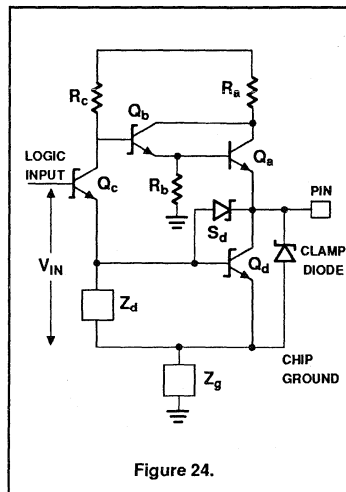 Rc
Ra
Qb
LOGIC
INPUT
Qc
Qa
Rb
PIN
Sd
VIN
Qd
CLAMP
DIODE
Zd
CHIP
GROUND
Zg
Figure 24.